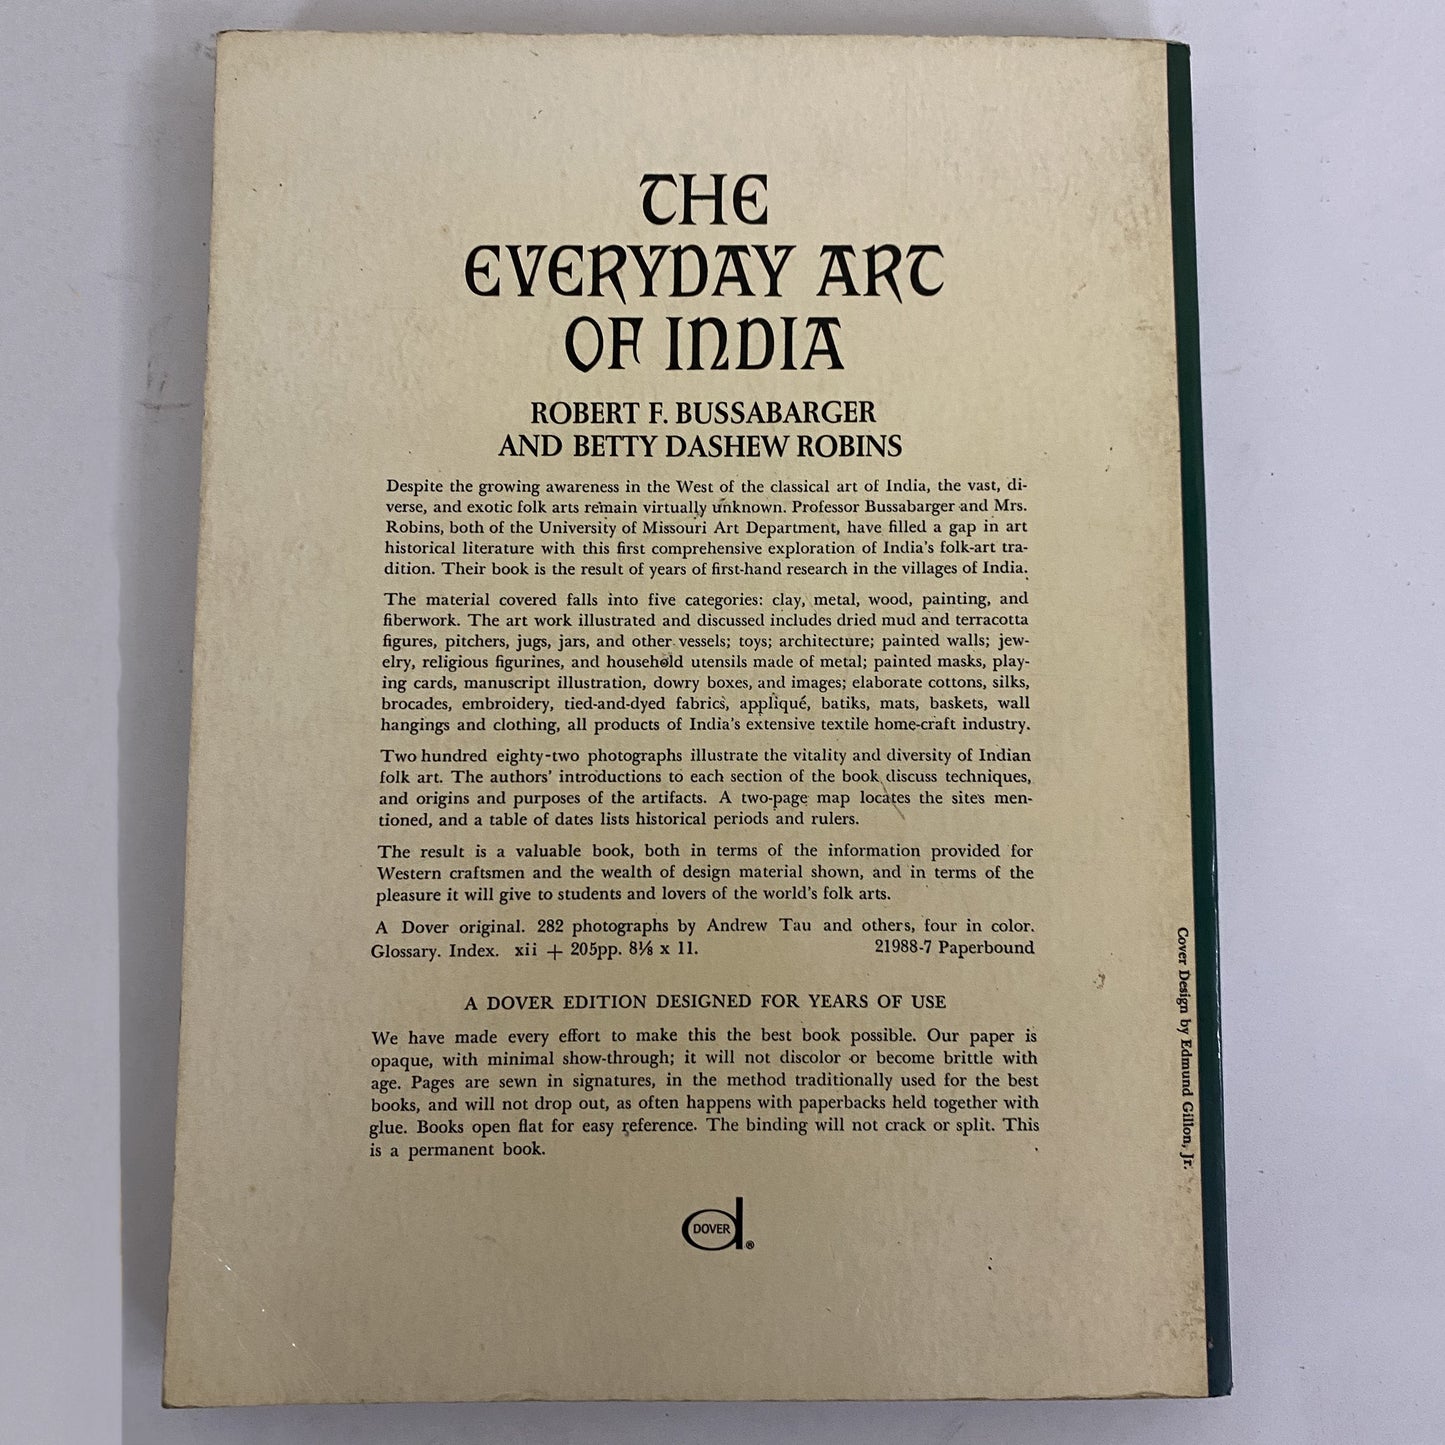 THE
EVERYDAY ART
OF INDIA
ROBERT F. BUSSABARGER
AND BETTY DASHEW ROBINS
Despite the growing awareness in the West of the classical art of India, the vast, di-
verse, and exotic folk arts remain virtually unknown. Professor Bussabarger and Mrs.
Robins, both of the University of Missouri Art Department, have filled a gap in art
historical literature with this first comprehensive exploration of India's folk-art tra-
dition. Their book is the result of years of first-hand research in the villages of India.
The material covered falls into five categories: clay, metal, wood, painting, and
fiberwork. The art work illustrated and discussed includes dried mud and terracotta
figures, pitchers, jugs, jars, and other vessels; toys; architecture; painted walls; jew-
elry, religious figurines, and household utensils made of metal; painted masks, play-
ing cards, manuscript illustration, dowry boxes, and images; elaborate cottons, silks,
brocades, embroidery, tied-and-dyed fabrics, appliqué, batiks, mats, baskets, wall
hangings and clothing, all products of India's extensive textile home-craft industry.
Two hundred eighty-two photographs illustrate the vitality and diversity of Indian
folk art. The authors' introductions to each section of the book discuss techniques,
and origins and purposes of the artifacts. A two-page map locates the sites men-
tioned, and a table of dates lists historical periods and rulers.
The result is a valuable book, both in terms of the information provided for
Western craftsmen and the wealth of design material shown, and in terms of the
pleasure it will give to students and lovers of the world's folk arts.
A Dover original. 282 photographs by Andrew Tau and others, four in color.
Glossary. Index. xii + 205pp. 8⅛ x 11. 21988-7 Paperbound
A DOVER EDITION DESIGNED FOR YEARS OF USE
We have made every effort to make this the best book possible. Our paper is
opaque, with minimal show-through; it will not discolor or become brittle with
age. Pages are sewn in signatures, in the method traditionally used for the best
books, and will not drop out, as often happens with paperbacks held together with
glue. Books open flat for easy reference. The binding will not crack or split. This
is a permanent book.
DOVER ®
Cover Design by Edmund Gillon, Jr.